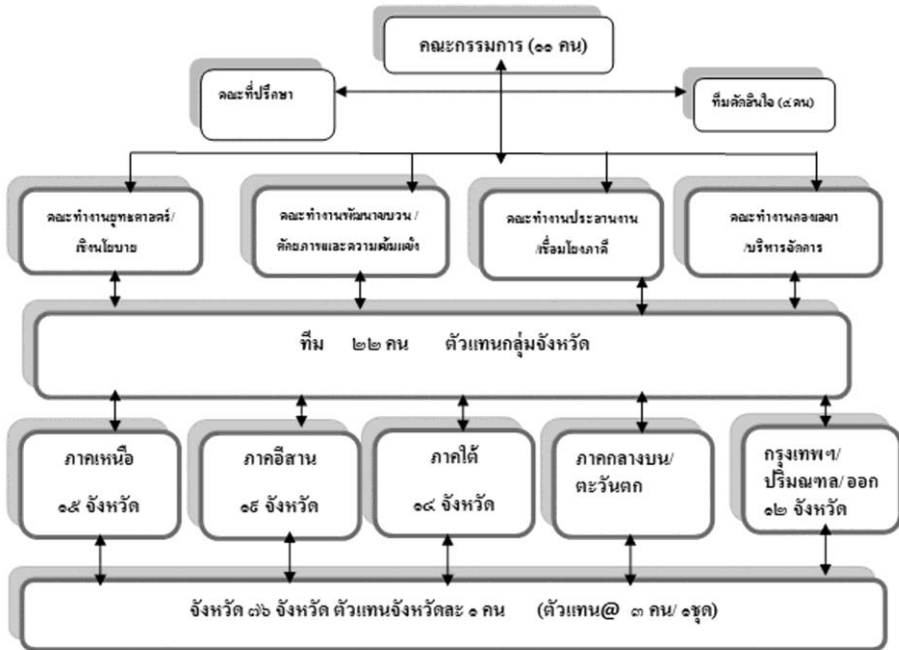 คณะกรรมการ (๑๑ คน)
คณะที่ปรึกษา
ทีมตัดสินใจ (๔ คน)
คณะทำงานยุทธศาสตร์/
เชิงนโยบาย
คณะทำงานพัฒนาขบวน /
ศักยภาพและความเข้มแข็ง
คณะทำงานประสานงาน
/เชื่อมโยงภาคี
คณะทำงานกองเลขา
/บริหารจัดการ
ทีม ๒๒ คน ตัวแทนกลุ่มจังหวัด
ภาคเหนือ
๑๕ จังหวัด
ภาคอีสาน
๑๙ จังหวัด
ภาคใต้
๑๔ จังหวัด
ภาคกลางบน/
ตะวันตก
กรุงเทพฯ/
ปริมณฑล/ ออก
๑๒ จังหวัด
จังหวัด ๗๖ จังหวัด ตัวแทนจังหวัดละ ๑ คน (ตัวแทน@ ๓ คน/ ๑ชุด)